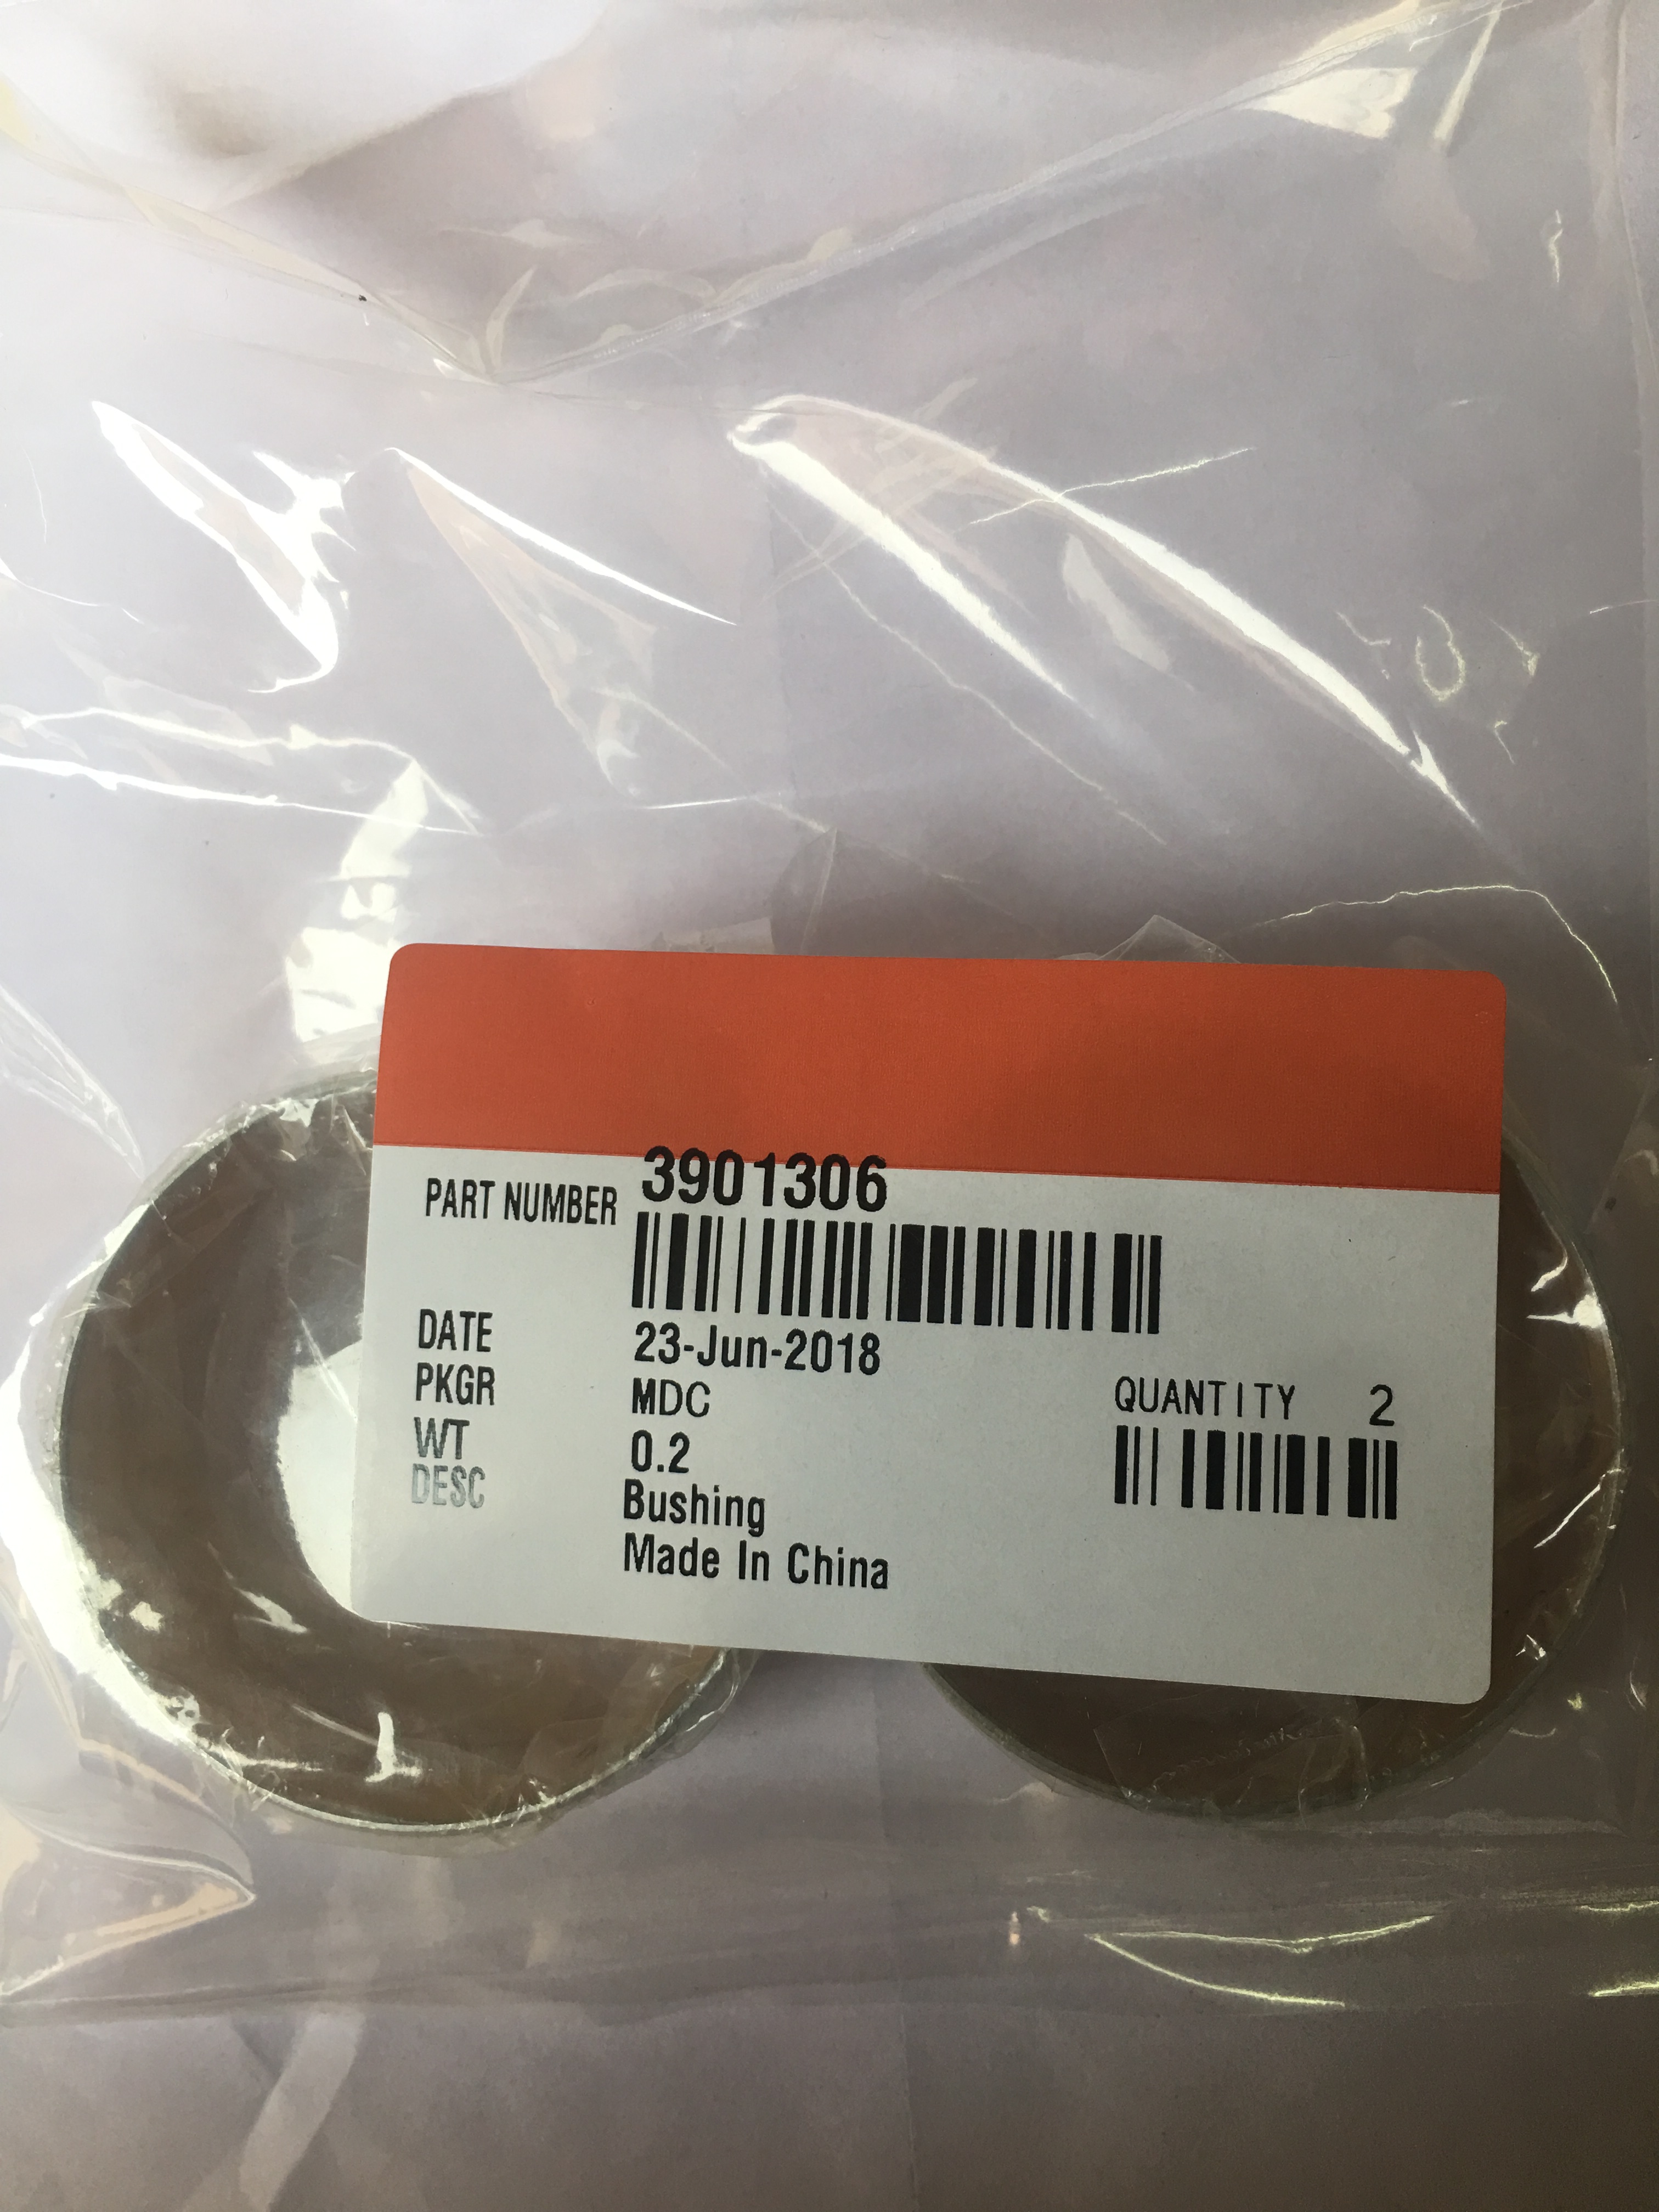 PART NUMBER 3901306
DATE 23-Jun-2018
PKGR MDC
QUANTITY 2
WT 0.2
DESC Bushing
Made In China